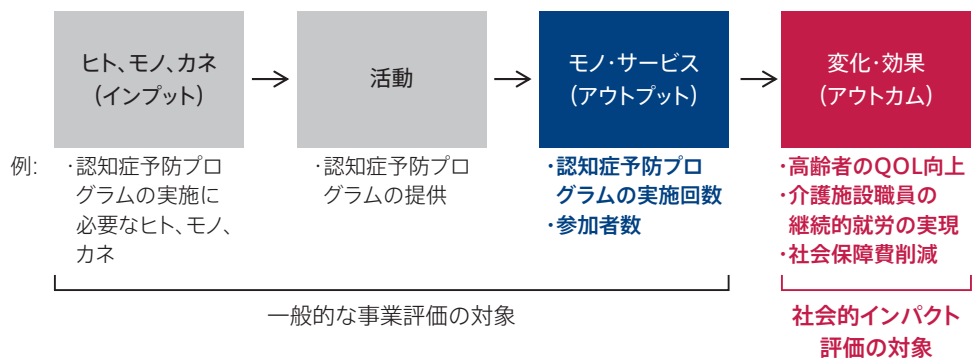 ヒト、モノ、カネ
(インプット)
活動
モノ・サービス
(アウトプット)
変化・効果
(アウトカム)
例:
・認知症予防プロ
グラムの実施に
必要なヒト、モノ、
カネ
・認知症予防プロ
グラムの提供
・認知症予防プロ
グラムの実施回数
・参加者数
・高齢者のQOL向上
・介護施設職員の
継続的就労の実現
・社会保障費削減
一般的な事業評価の対象
社会的インパクト
評価の対象